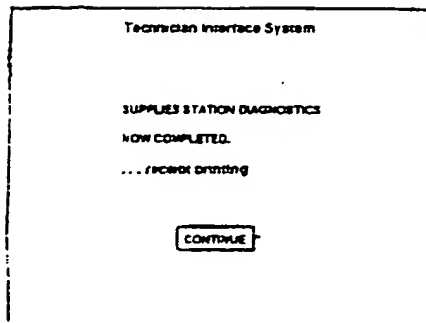 Technician Interface System
SUPPLIES STATION DIAGNOSTICS
NOW COMPLETED.
... receipt printing
CONTINUE